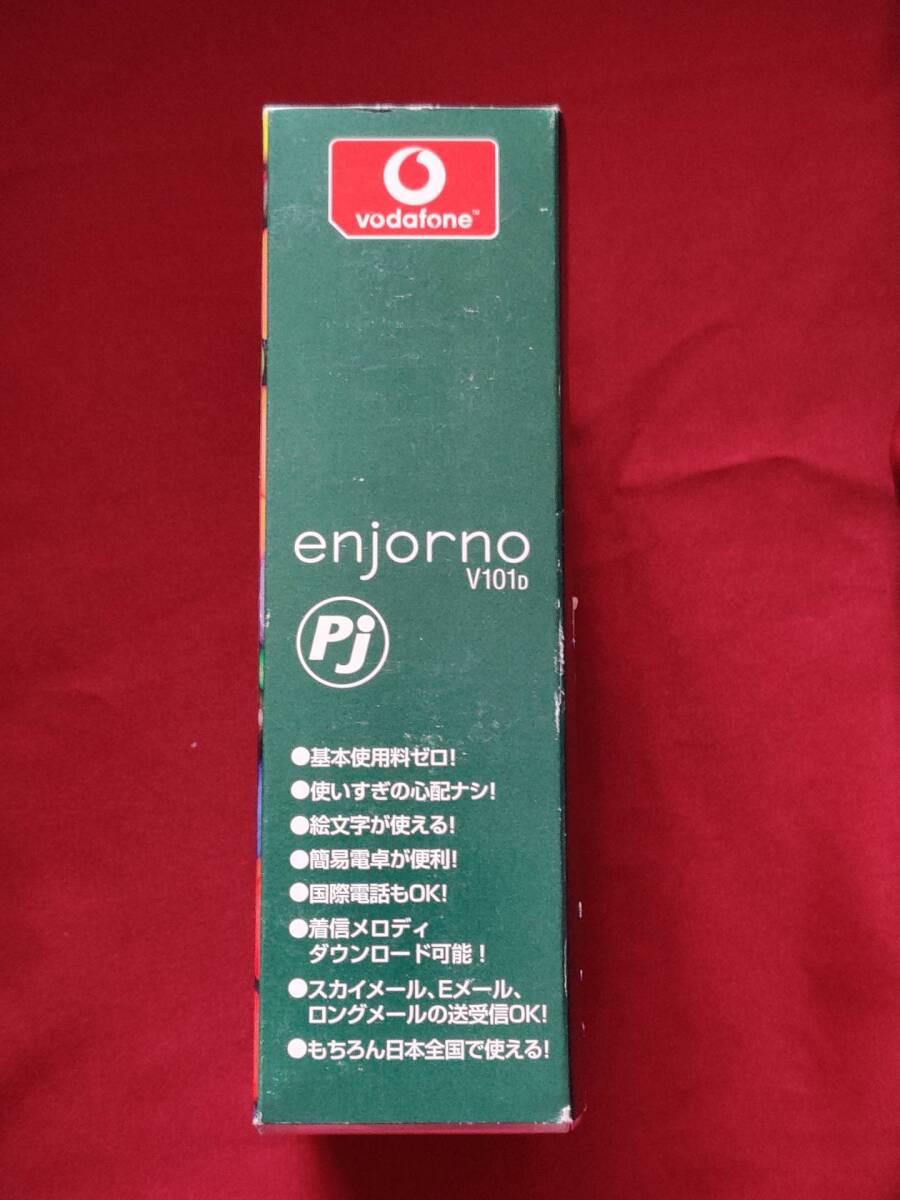 vodafone™
enjorno
V101D
Pj
●基本使用料ゼロ!
●使いすぎの心配ナシ!
●絵文字が使える!
●簡易電卓が便利!
●国際電話もOK!
●着信メロディ
ダウンロード可能!
●スカイメール、Eメール、
ロングメールの送受信OK!
●もちろん日本全国で使える!